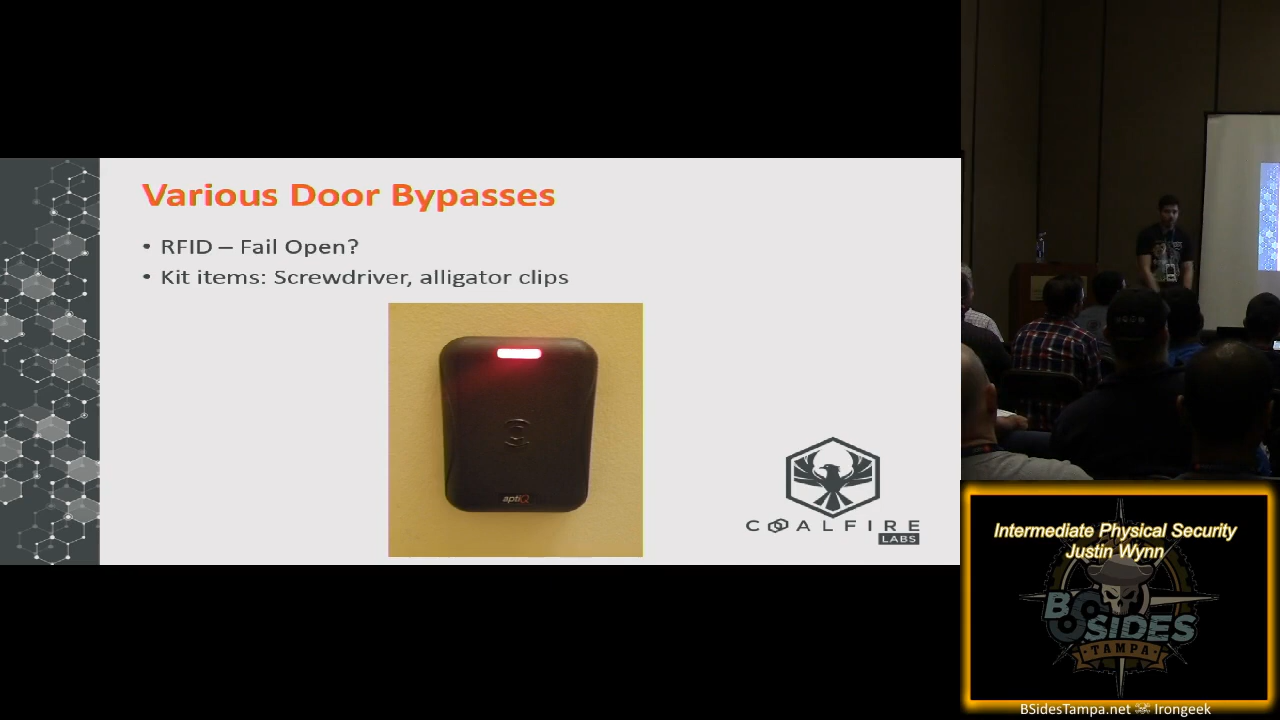 Various Door Bypasses
• RFID – Fail Open?
• Kit items: Screwdriver, alligator clips
aptiQ
COALFIRE
LABS
Intermediate Physical Security
Justin Wynn
BSIDES
TAMPA
BSidesTampa.net Irongeek